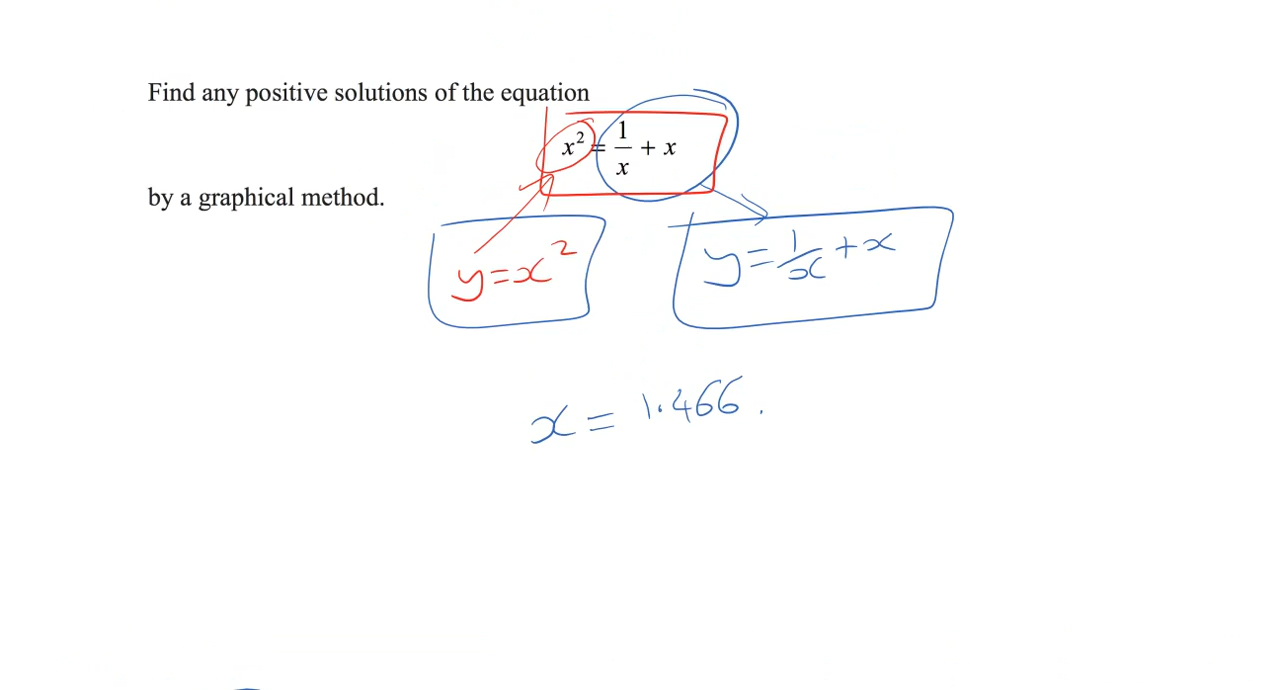 Find any positive solutions of the equation
x² = 1/x + x
by a graphical method.
y=x²
y=1/x+x
x = 1.466.